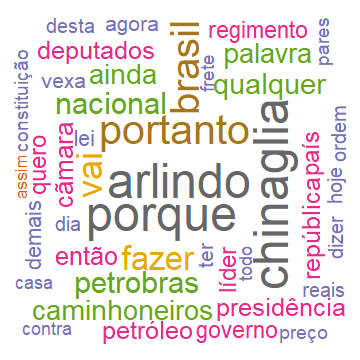 desta agora regimento pares
deputados brasil palavra
constituição vexa ainda frete qualquer
nacional
assim quero câmara lei vai portanto chinaglia hoje ordem
arlindo
demais dia porque república país dizer
então fazer ter líder todo
casa petrobras reais
caminhoneiros presidência
contra petróleo governo preço